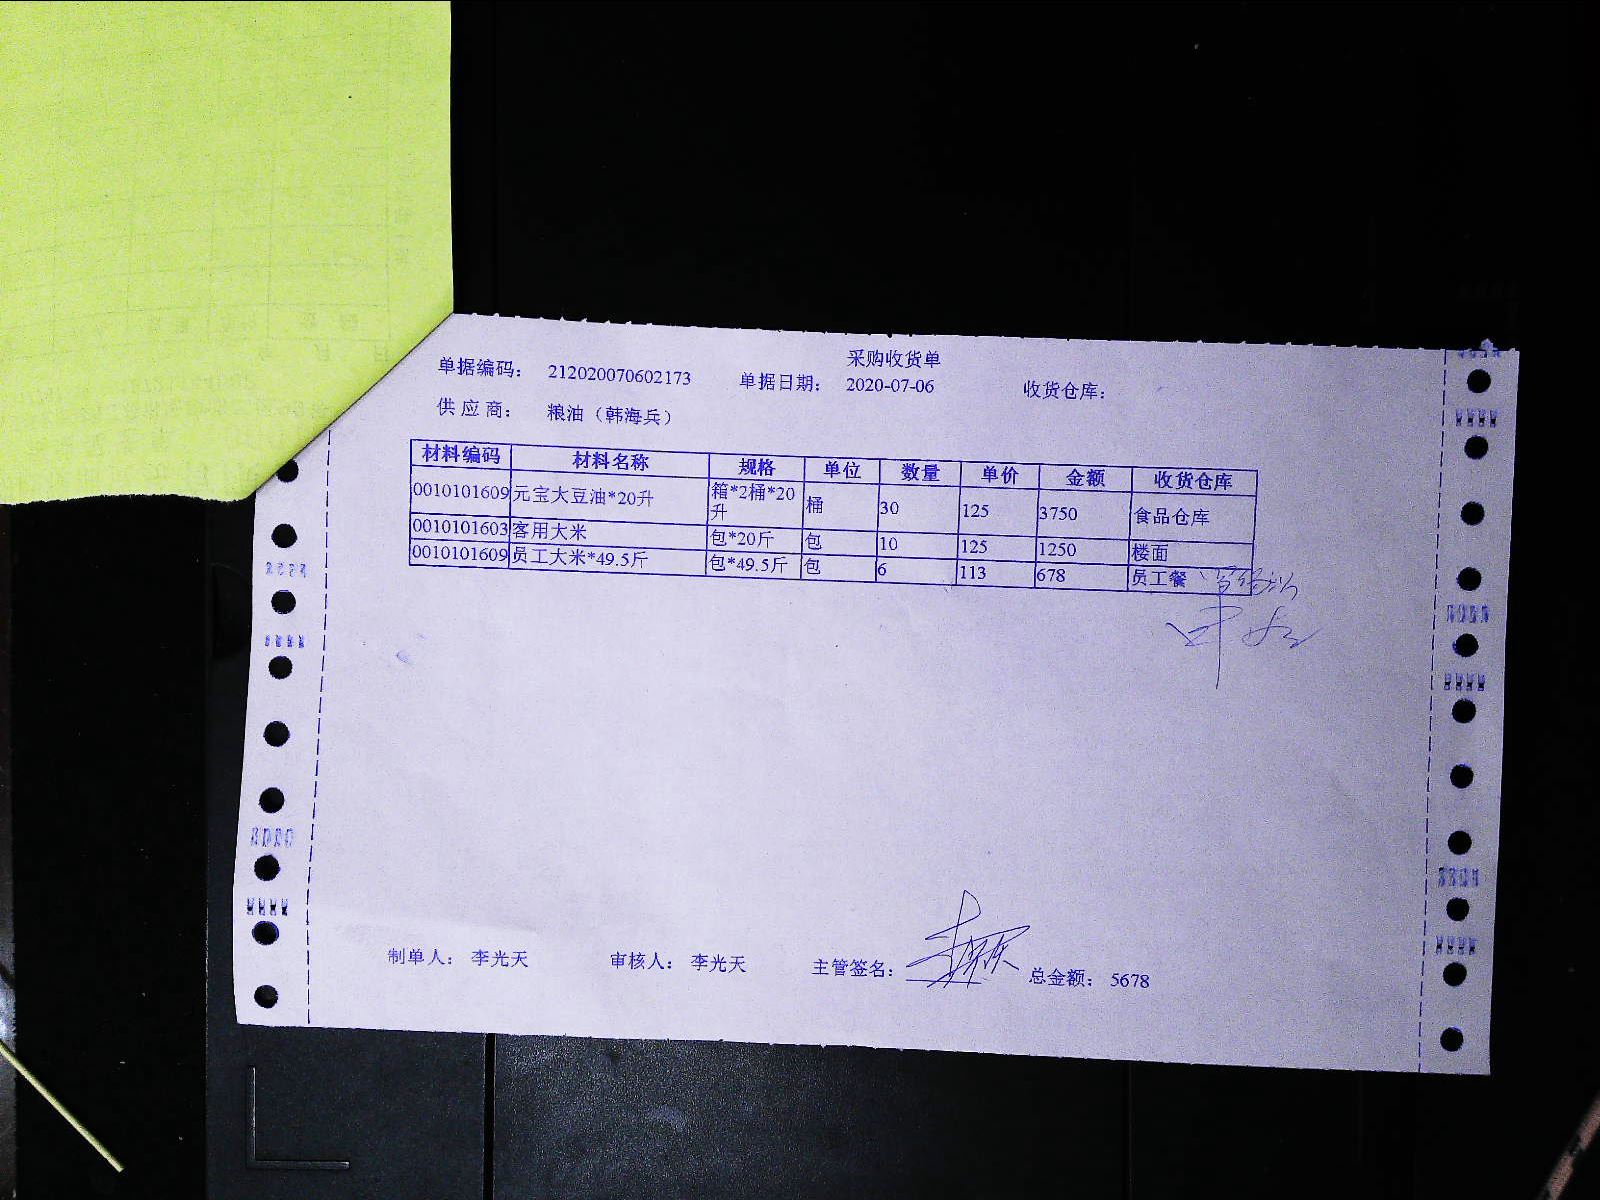 采购收货单
单据编码： 212020070602173 单据日期： 2020-07-06 收货仓库：
供 应 商： 粮油（韩海兵）
材料编码 材料名称 规格 单位 数量 单价 金额 收货仓库
0010101609 元宝大豆油*20升 箱*2桶*20升 桶 30 125 3750 食品仓库
0010101603 客用大米 包*20斤 包 10 125 1250 楼面
0010101609 员工大米*49.5斤 包*49.5斤 包 6 113 678 员工餐
制单人： 李光天 审核人： 李光天 主管签名： 总金额： 5678